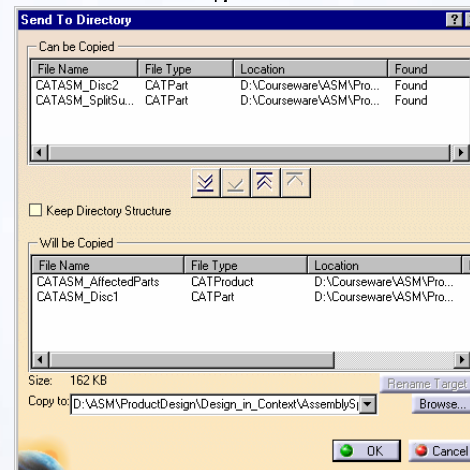 Send To Directory
Can be Copied
File Name File Type Location Found
CATASM_Disc2 CATPart D:\Courseware\ASM\Pro... Found
CATASM_SplitSu... CATPart D:\Courseware\ASM\Pro... Found
Keep Directory Structure
Will be Copied
File Name File Type Location
CATASM_AffectedParts CATProduct D:\Courseware\ASM\Pro...
CATASM_Disc1 CATPart D:\Courseware\ASM\Pro...
Size: 162 KB
Rename Target
Copy to: D:\ASM\ProductDesign\Design_in_Context\AssemblyS Browse...
OK Cancel